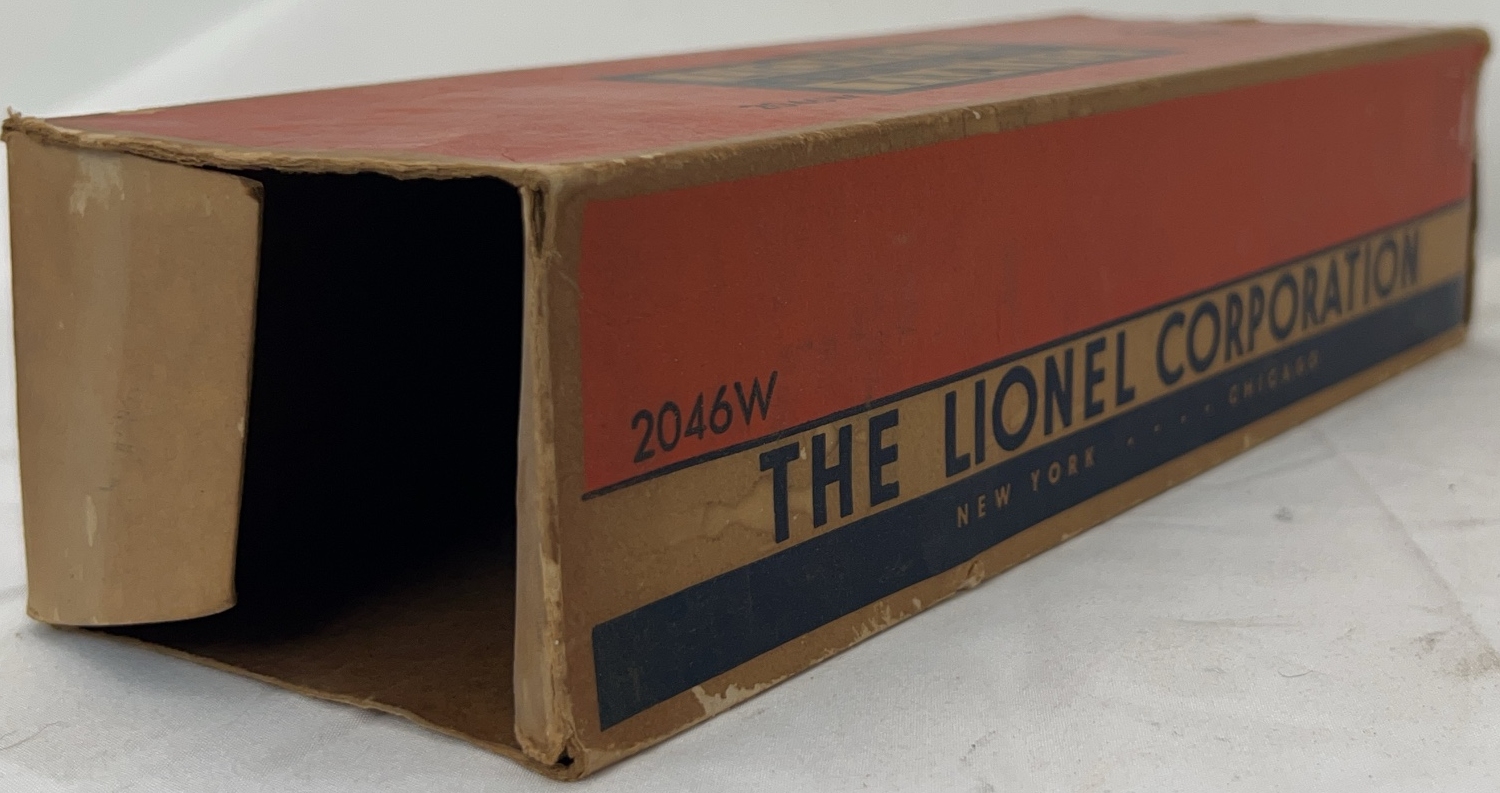 2046W
THE LIONEL CORPORATION
NEW YORK · · · · CHICAGO